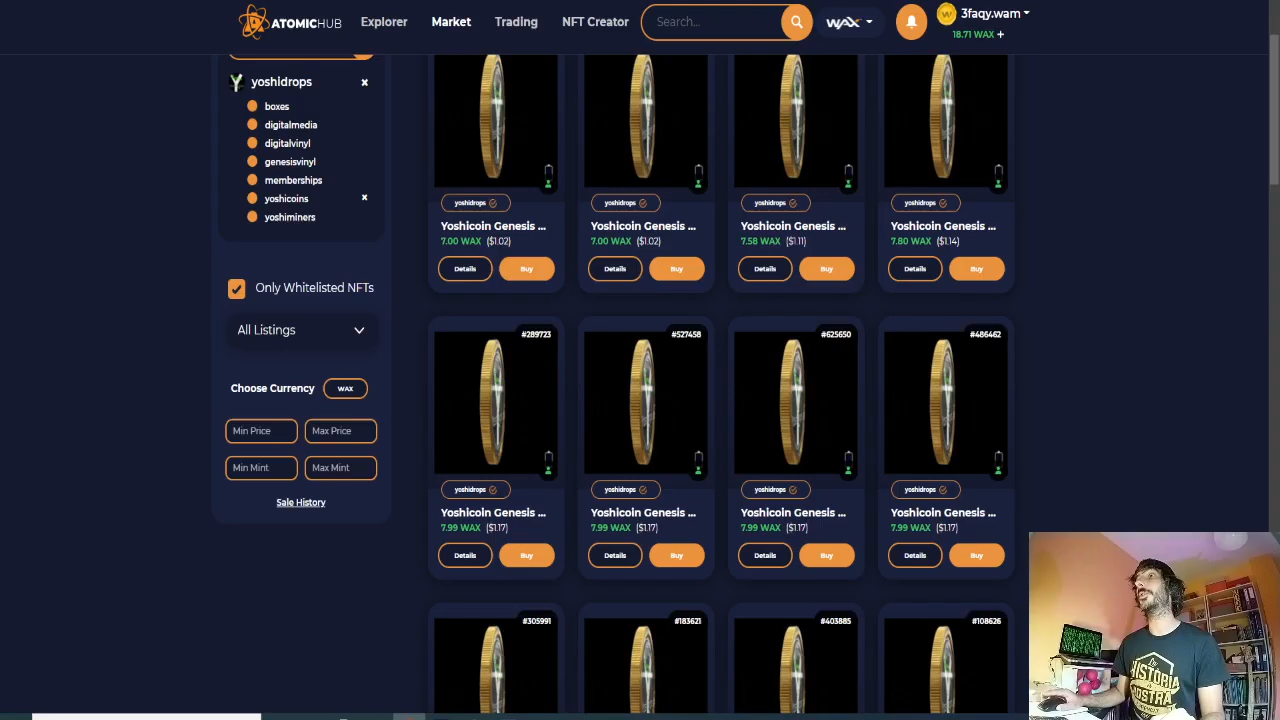 ATOMICHUB
Explorer
Market
Trading
NFT Creator
Search...
WAX
3faqy.wam
18.71 WAX +
yoshidrops ×
boxes
digitalmedia
digitalvinyl
genesisvinyl
memberships
yoshicoins ×
yoshiminers
Only Whitelisted NFTs
All Listings
Choose Currency WAX
Min Price Max Price
Min Mint Max Mint
Sale History
yoshidrops yoshidrops yoshidrops yoshidrops
Yoshicoin Genesis ... Yoshicoin Genesis ... Yoshicoin Genesis ... Yoshicoin Genesis ...
7.00 WAX ($1.02) 7.00 WAX ($1.02) 7.58 WAX ($1.11) 7.80 WAX ($1.14)
Details Buy Details Buy Details Buy Details Buy
#289723 #527458 #625650 #486462
yoshidrops yoshidrops yoshidrops yoshidrops
Yoshicoin Genesis ... Yoshicoin Genesis ... Yoshicoin Genesis ... Yoshicoin Genesis ...
7.99 WAX ($1.17) 7.99 WAX ($1.17) 7.99 WAX ($1.17) 7.99 WAX ($1.17)
Details Buy Details Buy Details Buy Details Buy
#305991 #183621 #403885 #108626